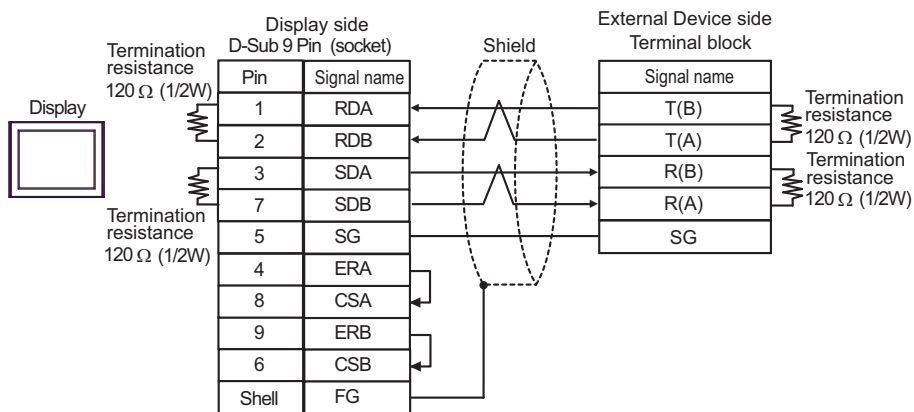 Display side
D-Sub 9 Pin (socket)
Shield
External Device side
Terminal block
Termination
resistance
120 Ω (1/2W)
Display
Termination
resistance
120 Ω (1/2W)
Pin Signal name
1 RDA
2 RDB
3 SDA
7 SDB
5 SG
4 ERA
8 CSA
9 ERB
6 CSB
Shell FG
Signal name
T(B)
T(A)
R(B)
R(A)
SG
Termination
resistance
120 Ω (1/2W)
Termination
resistance
120 Ω (1/2W)